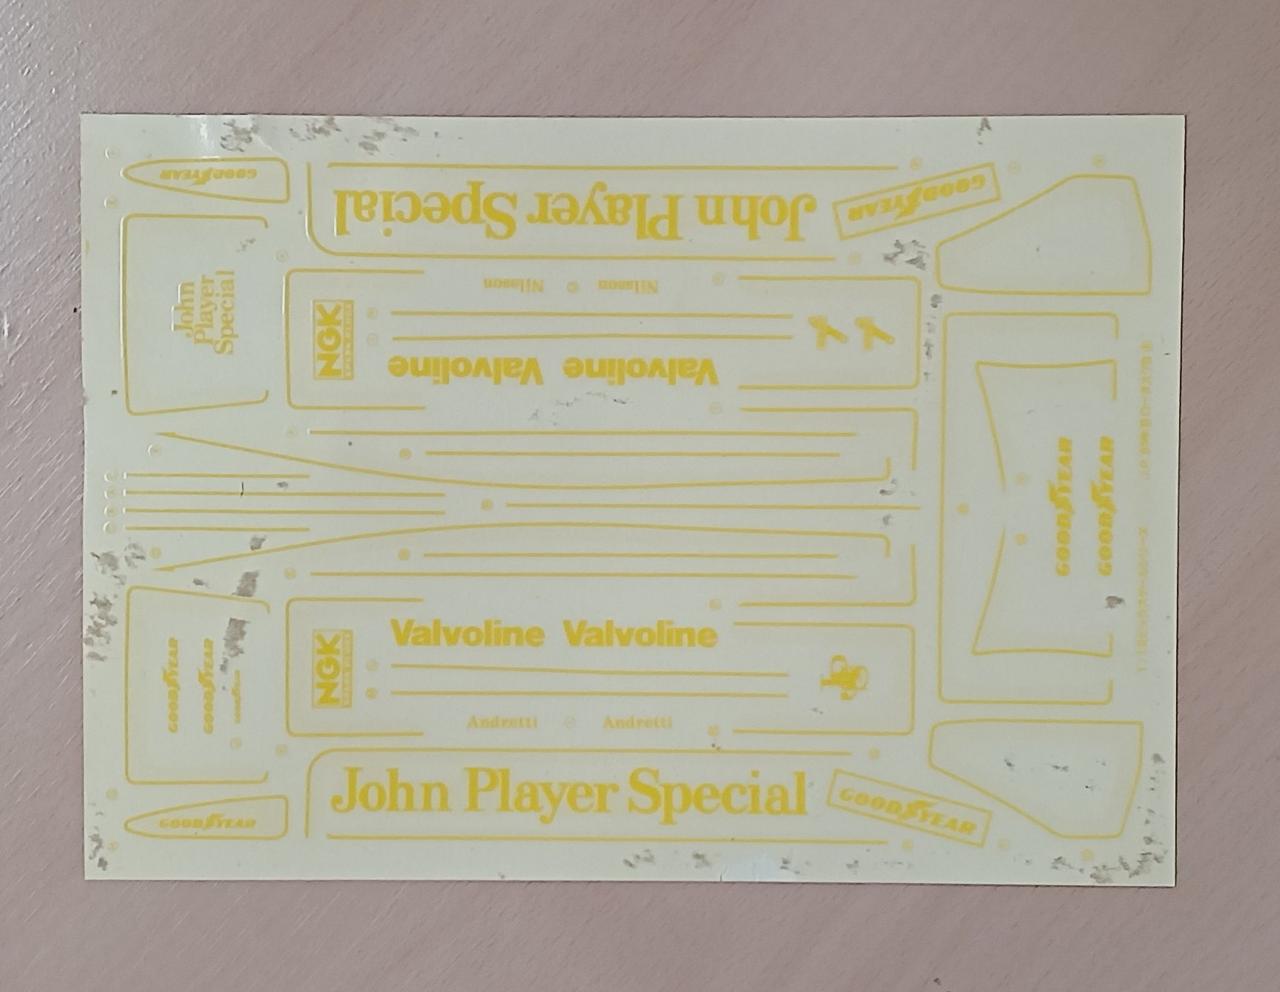 GOODYEAR
John Player Special
GOODYEAR
John
Player
Special
Nilsson
Nilsson
NGK
Valvoline Valvoline
GOODYEAR
GOODYEAR
NGK
Valvoline Valvoline
GOODYEAR
GOODYEAR
Andretti
Andretti
John Player Special
GOODYEAR
GOODYEAR